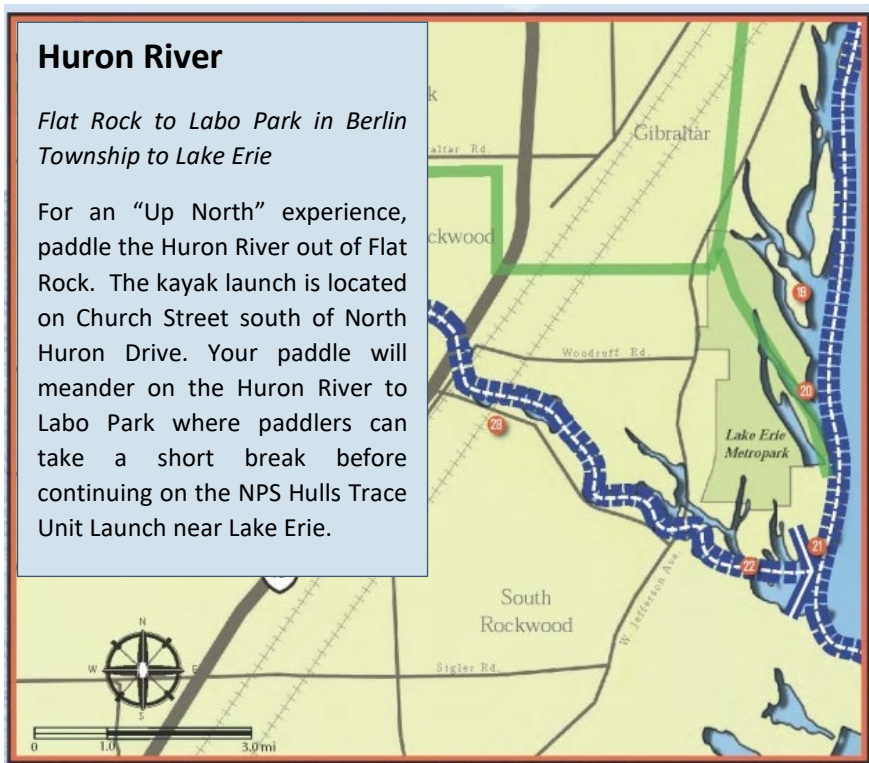 Huron River
Flat Rock to Labo Park in Berlin
Township to Lake Erie
For an “Up North” experience,
paddle the Huron River out of Flat
Rock. The kayak launch is located
on Church Street south of North
Huron Drive. Your paddle will
meander on the Huron River to
Labo Park where paddlers can
take a short break before
continuing on the NPS Hulls Trace
Unit Launch near Lake Erie.
k
Gibraltar
altar Rd.
ckwood
19
Woodruff Rd.
20
28
Lake Erie
Metropark
21
22
South
Rockwood
W. Jefferson Ave.
Sigler Rd.
N
W
E
S
0 1.0 3.0 mi